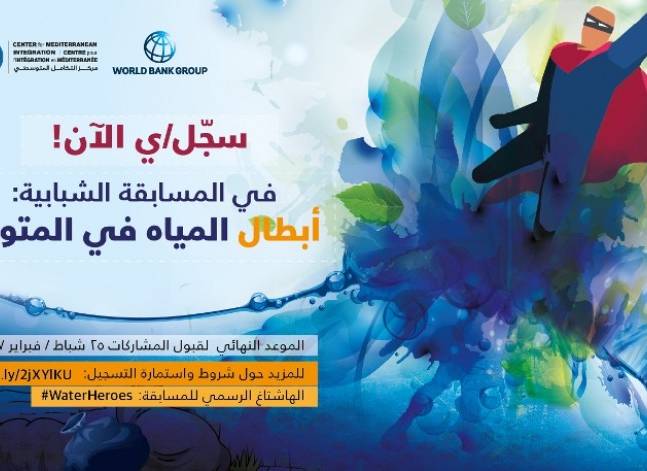 CENTER for MEDITERRANEAN
INTEGRATION | CENTRE pour
l'INTÉGRATION en MÉDITERRANÉE
مركز التكامل المتوسطي
WORLD BANK GROUP
سجّل/ي الآن!
في المسابقة الشبابية:
أبطال المياه في
الموعد النهائي لقبول المشاركات ٢٥ شباط / فبراير
للمزيد حول شروط واستمارة التسجيل: .ly/2jXYlKU
الهاشتاغ الرسمي للمسابقة: #WaterHeroes